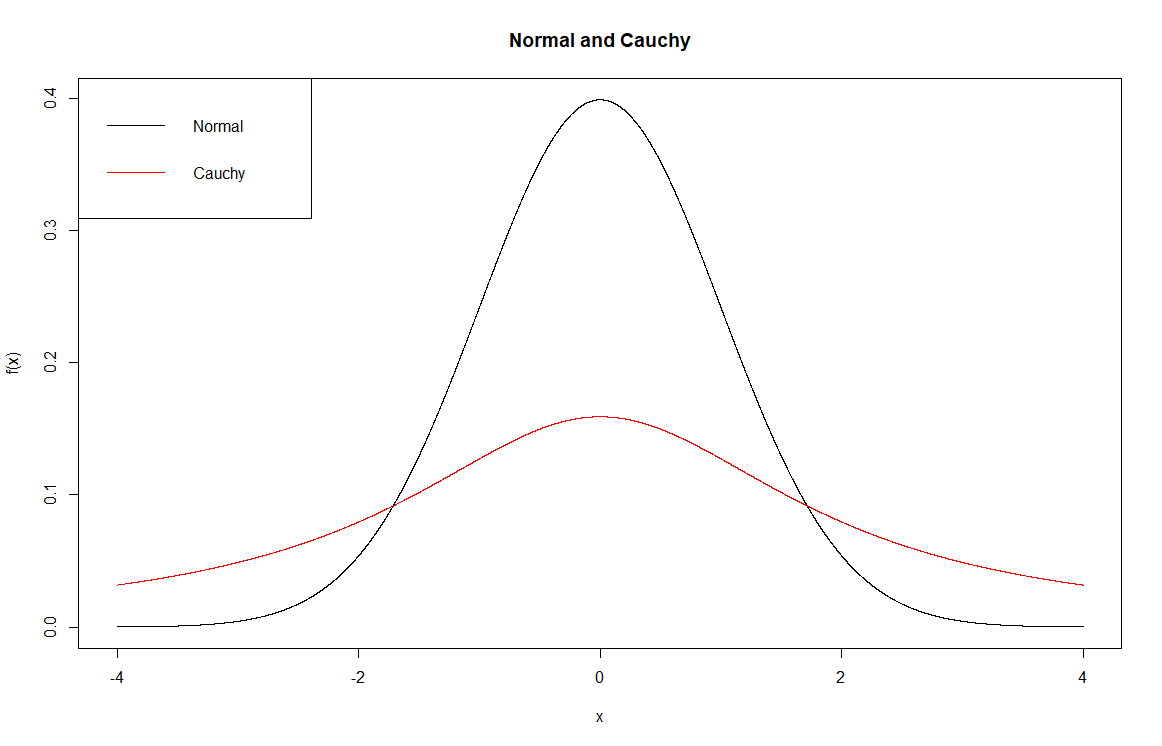 Normal and Cauchy
Normal
Cauchy
f(x)
0.4
0.3
0.2
0.1
0.0
-4 -2 0 2 4
x